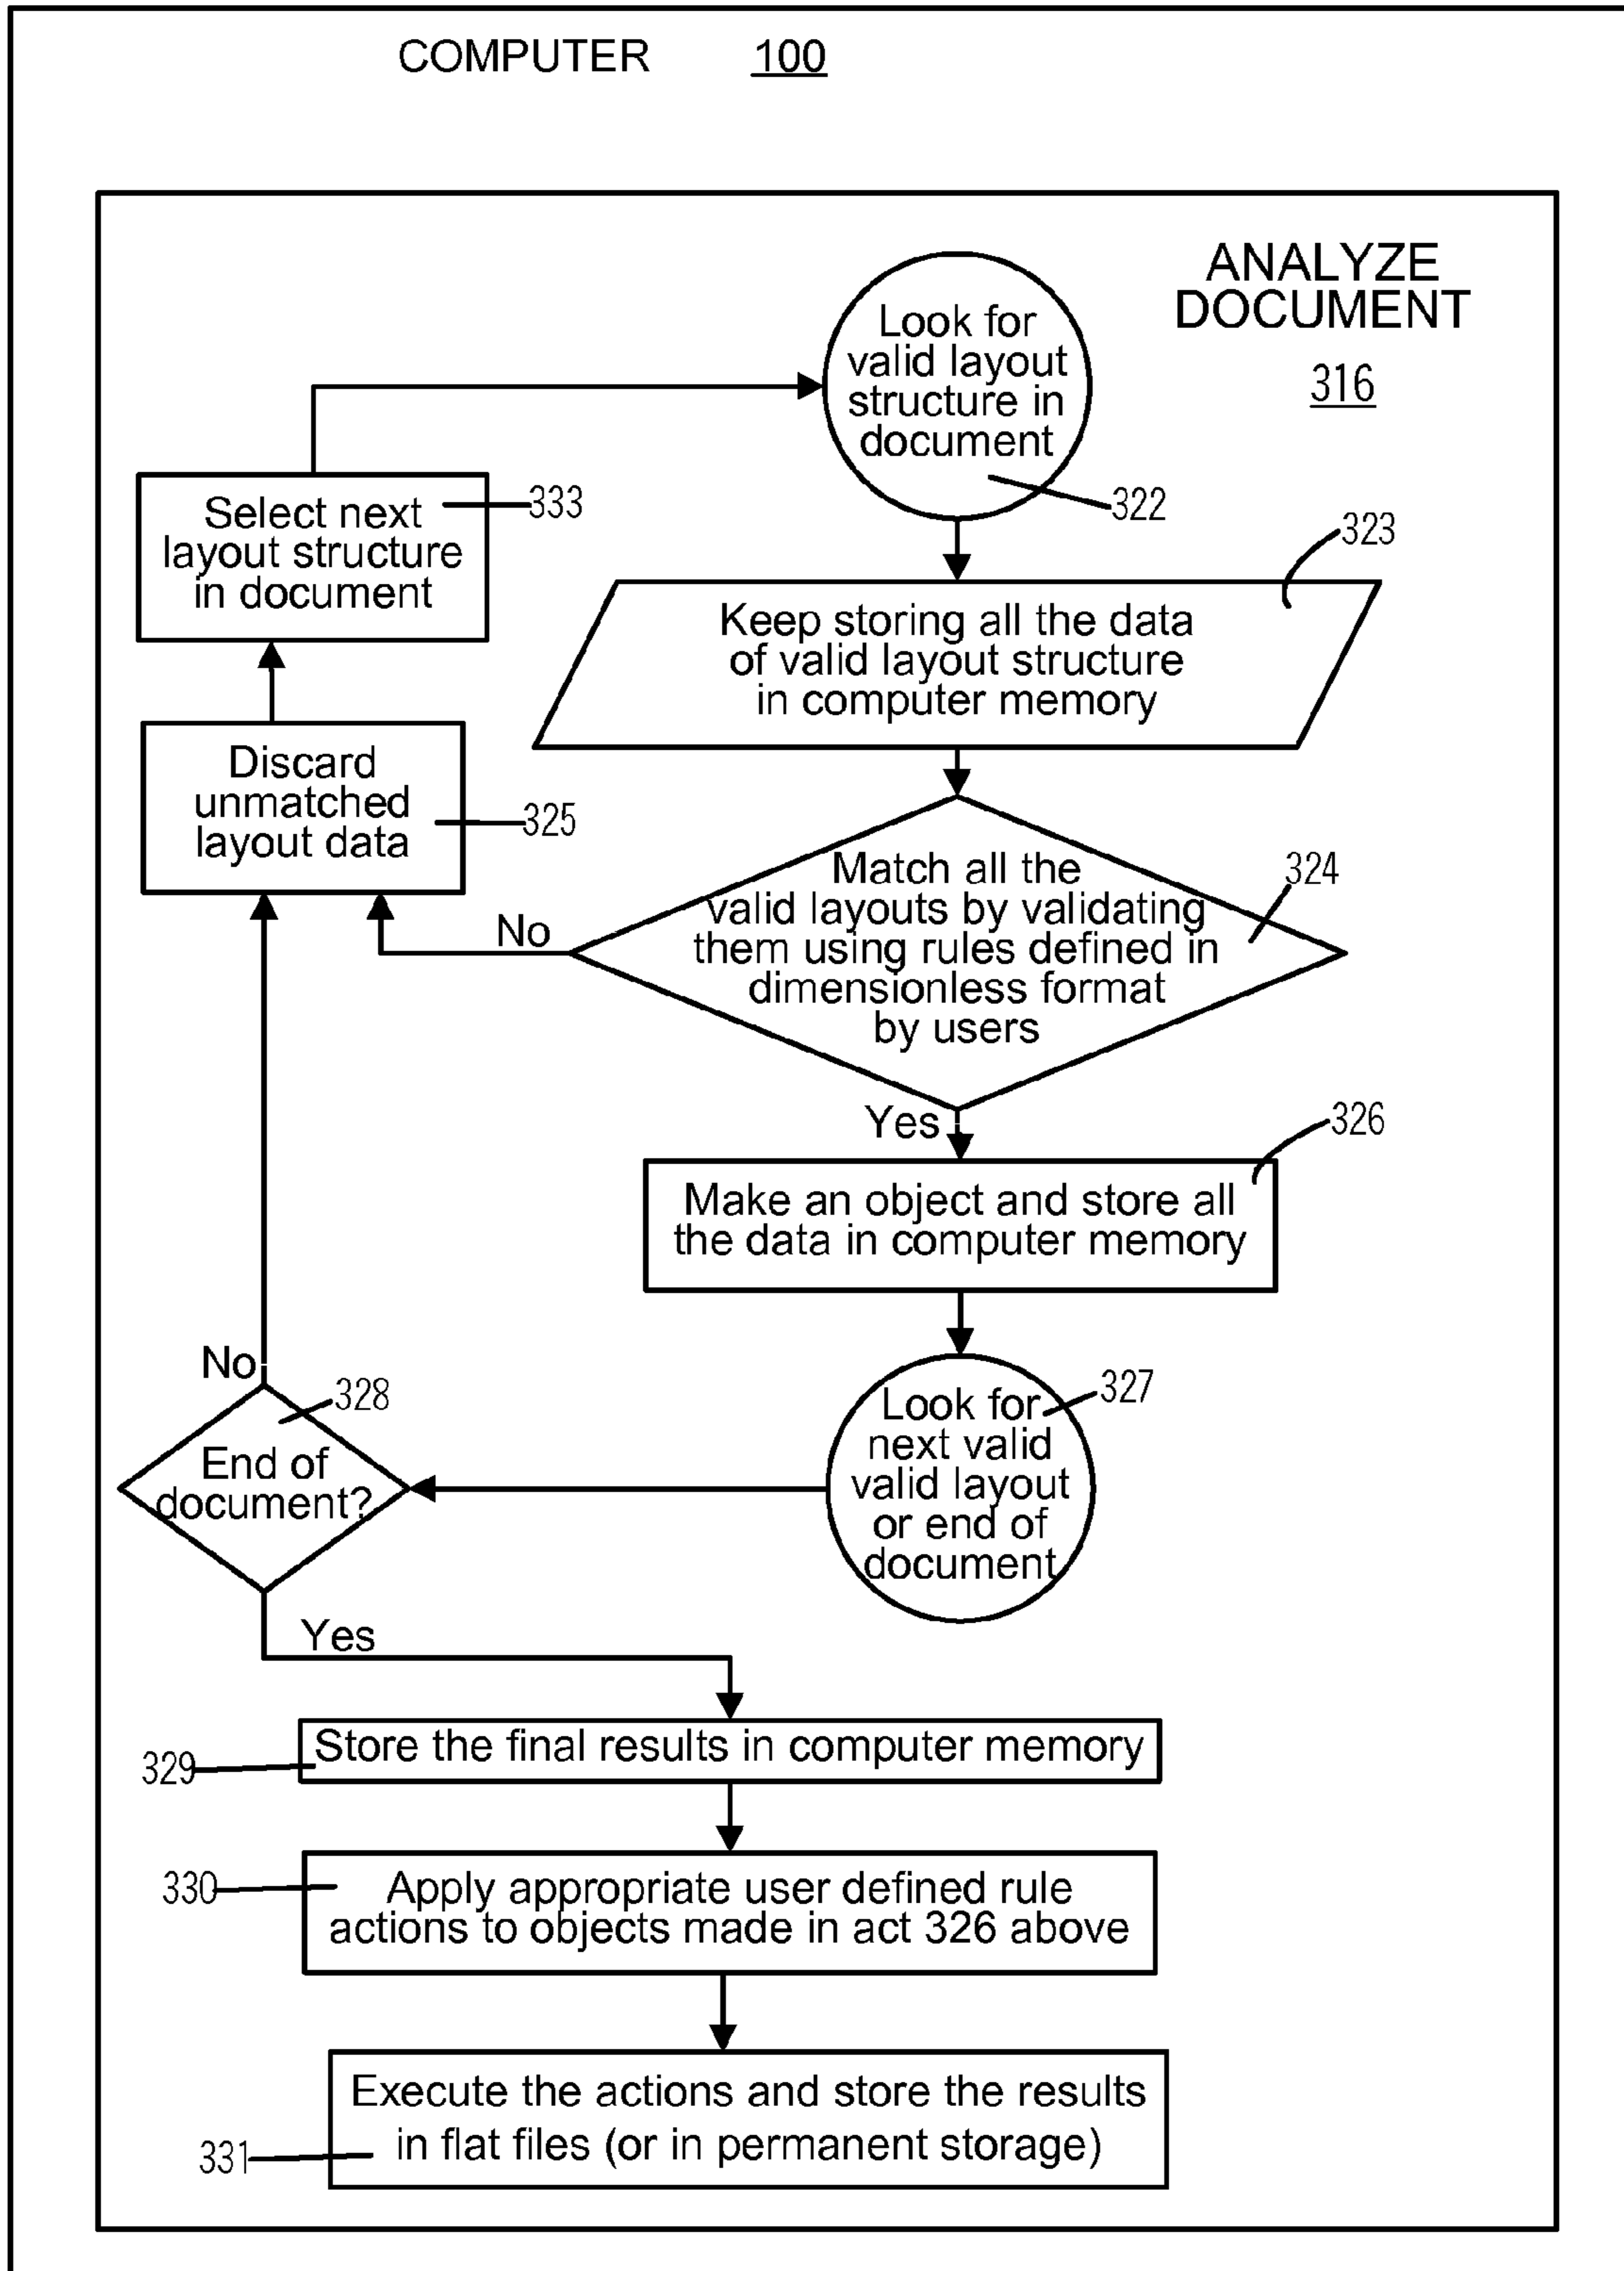 COMPUTER 100
ANALYZE
DOCUMENT
316
Look for
valid layout
structure in
document
322
Select next
layout structure
in document
333
323
Keep storing all the data
of valid layout structure
in computer memory
Discard
unmatched
layout data
325
Match all the
valid layouts by validating
them using rules defined in
dimensionless format
by users
324
No
Yes
326
Make an object and store all
the data in computer memory
Look for
next valid
valid layout
or end of
document
327
No
328
End of
document?
Yes
Store the final results in computer memory
329
330
Apply appropriate user defined rule
actions to objects made in act 326 above
Execute the actions and store the results
in flat files (or in permanent storage)
331